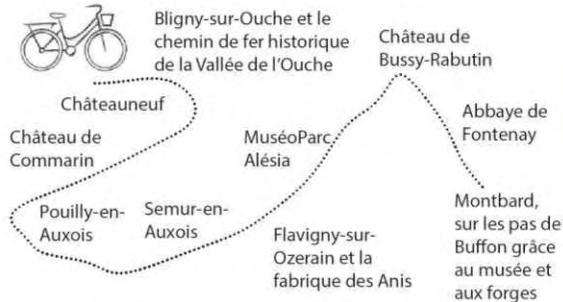 Bligny-sur-Ouche et le
chemin de fer historique
de la Vallée de l'Ouche
Châteauneuf
Château de
Commarin
Pouilly-en-
Auxois
Semur-en-
Auxois
MuséoParc
Alésia
Flavigny-sur-
Ozerain et la
fabrique des Anis
Château de
Bussy-Rabutin
Abbaye de
Fontenay
Montbard,
sur les pas de
Buffon grâce
au musée et
aux forges